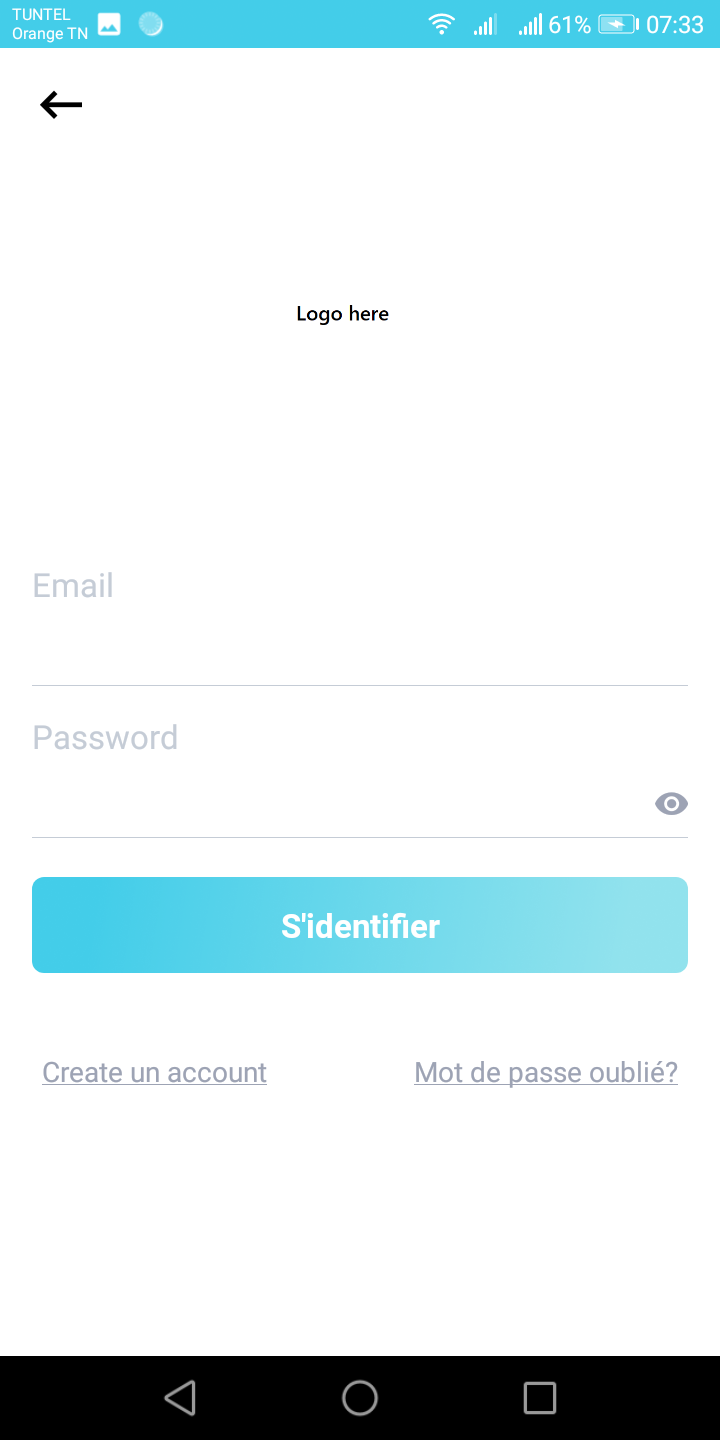 TUNTEL
Orange TN
61% 07:33
Logo here
Email
Password
S'identifier
Create un account
Mot de passe oublié?